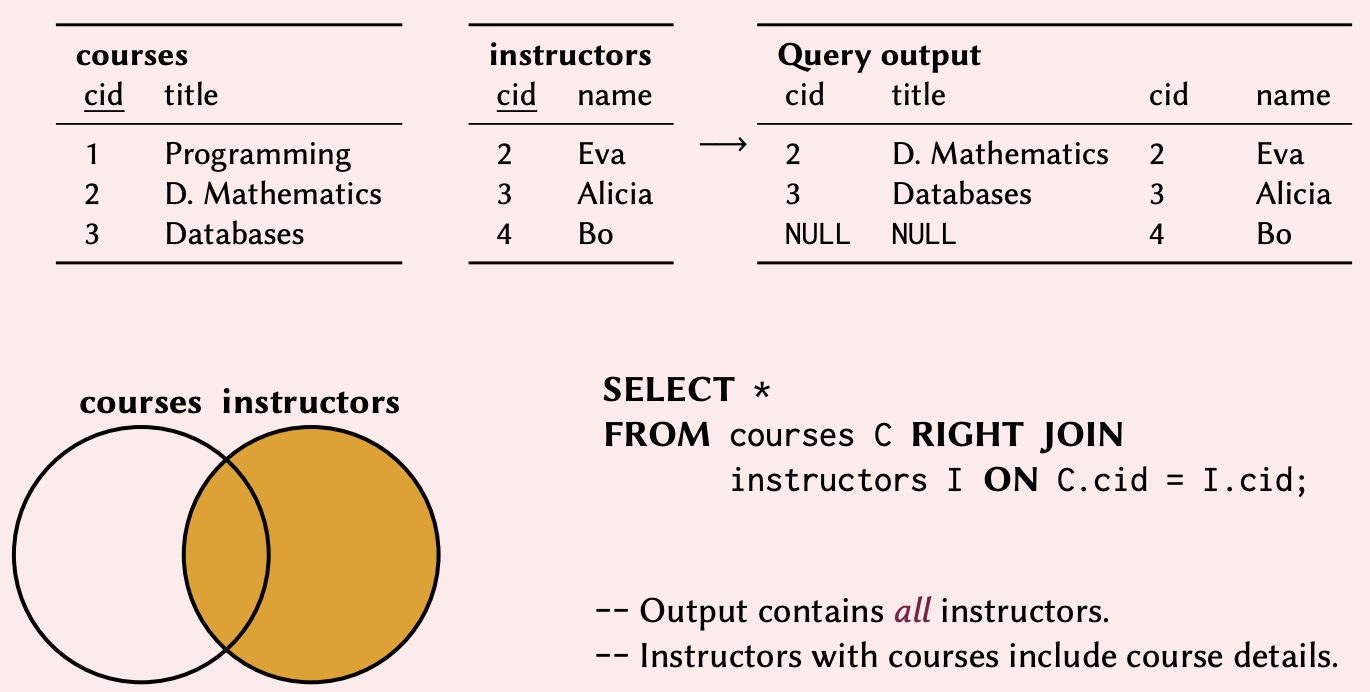 courses instructors Query output
cid title cid name cid title cid name
1 Programming 2 Eva → 2 D. Mathematics 2 Eva
2 D. Mathematics 3 Alicia 3 Databases 3 Alicia
3 Databases 4 Bo NULL NULL 4 Bo
courses instructors
SELECT *
FROM courses C RIGHT JOIN
instructors I ON C.cid = I.cid;
-- Output contains all instructors.
-- Instructors with courses include course details.